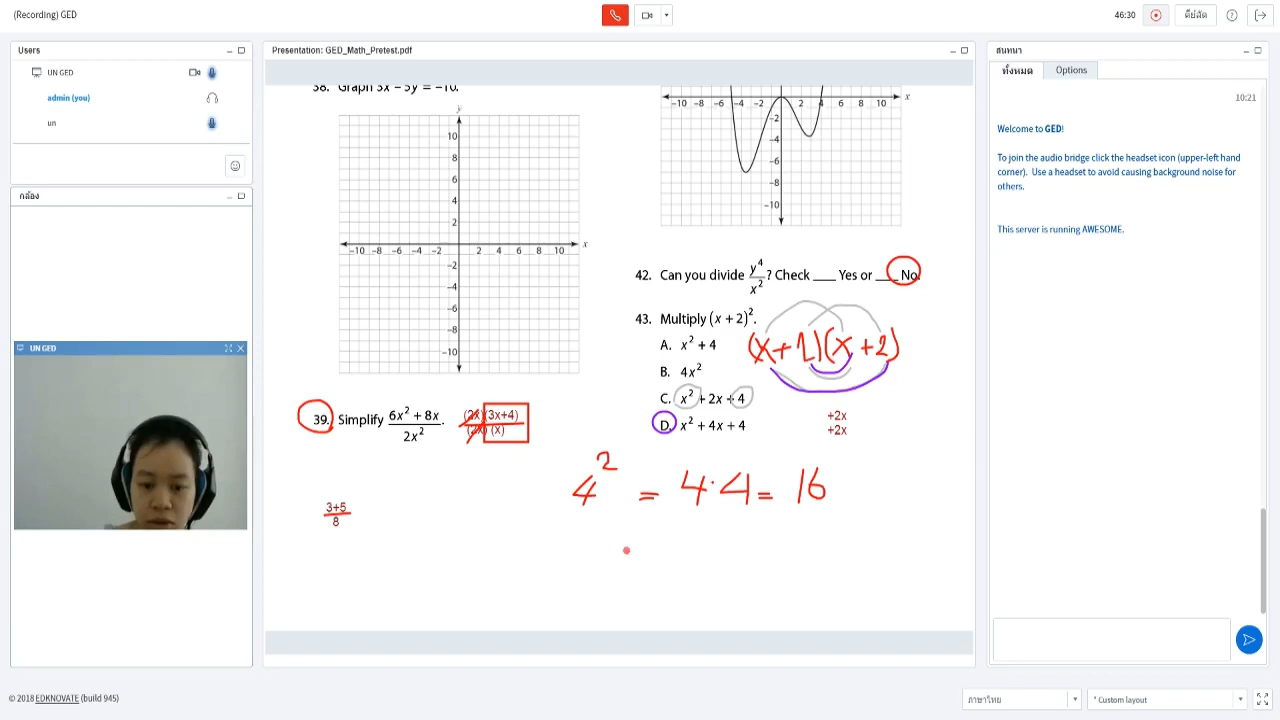 (Recording) GED
46:30
คีย์ลัด
Users
UN GED
admin (you)
un
กล้อง
UN GED
Presentation: GED_Math_Pretest.pdf
38. Graph 3x − 5y = −10.
y
10
8
6
4
2
−10 −8 −6 −4 −2 2 4 6 8 10 x
−2
−4
−6
−8
−10
39. Simplify 6x² + 8x / 2x².
(2x)(3x+4)
(2x) (x)
3+5
8
−10 −8 −6 −4 −2 2 4 6 8 10 x
−2
−4
−6
−8
−10
42. Can you divide y⁴/x²? Check ___ Yes or ___ No.
43. Multiply (x + 2)².
(x+2)(x+2)
A. x² + 4
B. 4x²
C. x² + 2x + 4
D. x² + 4x + 4
+2x
+2x
4² = 4·4 = 16
สนทนา
ทั้งหมด Options
10:21
Welcome to GED!
To join the audio bridge click the headset icon (upper-left hand
corner). Use a headset to avoid causing background noise for
others.
This server is running AWESOME.
© 2018 EDKNOVATE (build 945)
ภาษาไทย
* Custom layout